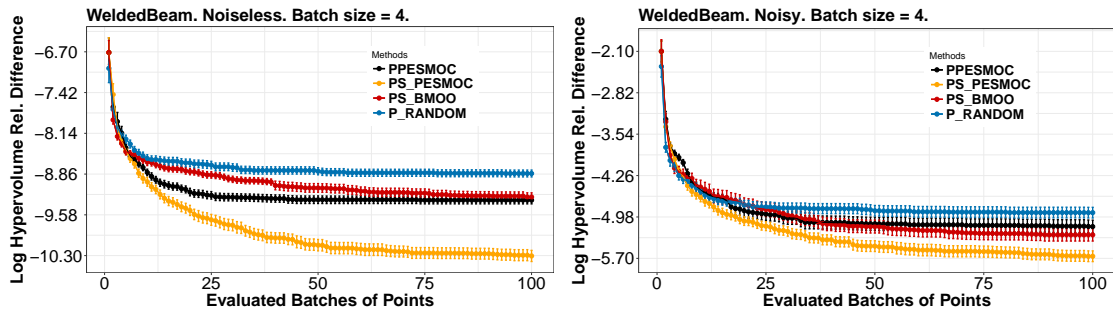 WeldedBeam. Noiseless. Batch size = 4.
Log Hypervolume Rel. Difference
−6.70
−7.42
−8.14
−8.86
−9.58
−10.30
Methods
PPESMOC
PS_PESMOC
PS_BMOO
P_RANDOM
0 25 50 75 100
Evaluated Batches of Points
WeldedBeam. Noisy. Batch size = 4.
Log Hypervolume Rel. Difference
−2.10
−2.82
−3.54
−4.26
−4.98
−5.70
Methods
PPESMOC
PS_PESMOC
PS_BMOO
P_RANDOM
0 25 50 75 100
Evaluated Batches of Points